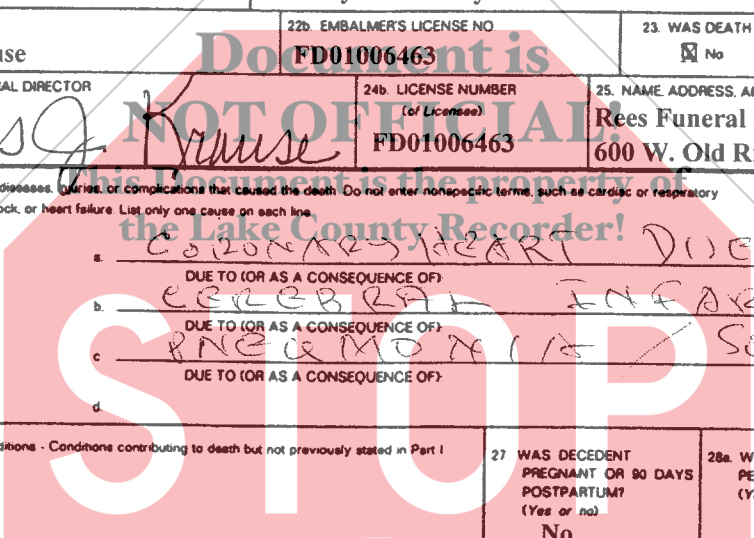 22b. EMBALMER'S LICENSE NO
23. WAS DEATH
use
FD01006463
No
Document is
AL DIRECTOR
24b. LICENSE NUMBER
25. NAME, ADDRESS, A
(of Licensee)
NOT OFFICIAL!
Krause
FD01006463
Rees Funeral
600 W. Old R
This Document is the property of
diseases, injuries, or complications that caused the death. Do not enter nonspecific terms, such as cardiac or respiratory
ock, or heart failure. List only one cause on each line.
the Lake County Recorder!
a. CORONARY HEART DISE
DUE TO (OR AS A CONSEQUENCE OF):
b. CEREBRAL INFAR
DUE TO (OR AS A CONSEQUENCE OF):
c PNEUMONIA / S
DUE TO (OR AS A CONSEQUENCE OF):
d.
STOP
ditions - Conditions contributing to death but not previously stated in Part I
27 WAS DECEDENT
PREGNANT OR 90 DAYS
POSTPARTUM?
(Yes or no)
No
28a. W
PE
(Y